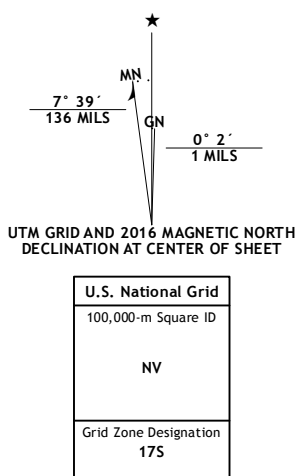 ★
MN
7° 39´
136 MILS
GN
0° 2´
1 MILS
UTM GRID AND 2016 MAGNETIC NORTH
DECLINATION AT CENTER OF SHEET
U.S. National Grid
100,000-m Square ID
NV
Grid Zone Designation
17S